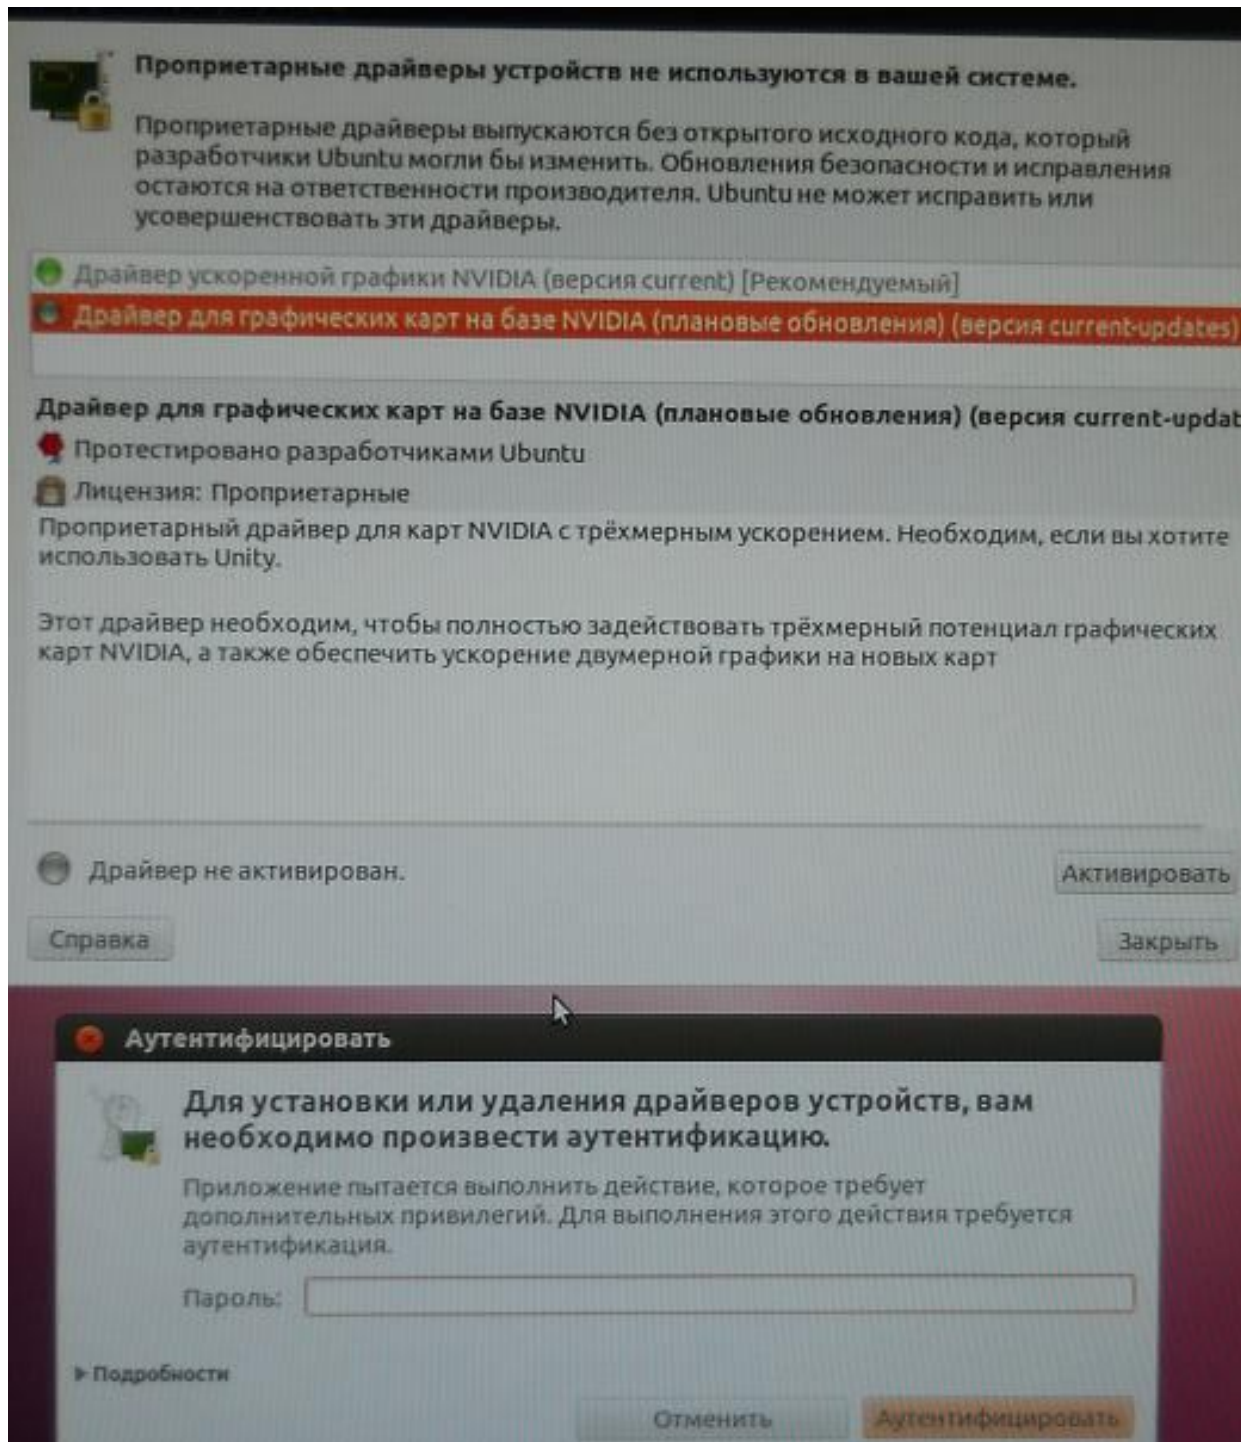 Проприетарные драйверы устройств не используются в вашей системе.
Проприетарные драйверы выпускаются без открытого исходного кода, который
разработчики Ubuntu могли бы изменить. Обновления безопасности и исправления
остаются на ответственности производителя. Ubuntu не может исправить или
усовершенствовать эти драйверы.
Драйвер ускоренной графики NVIDIA (версия current) [Рекомендуемый]
Драйвер для графических карт на базе NVIDIA (плановые обновления) (версия current-updates)
Драйвер для графических карт на базе NVIDIA (плановые обновления) (версия current-updat
Протестировано разработчиками Ubuntu
Лицензия: Проприетарные
Проприетарный драйвер для карт NVIDIA с трёхмерным ускорением. Необходим, если вы хотите
использовать Unity.
Этот драйвер необходим, чтобы полностью задействовать трёхмерный потенциал графических
карт NVIDIA, а также обеспечить ускорение двумерной графики на новых карт
Драйвер не активирован.
Активировать
Справка
Закрыть
Аутентифицировать
Для установки или удаления драйверов устройств, вам
необходимо произвести аутентификацию.
Приложение пытается выполнить действие, которое требует
дополнительных привилегий. Для выполнения этого действия требуется
аутентификация.
Пароль:
Подробности
Отменить
Аутентифицировать